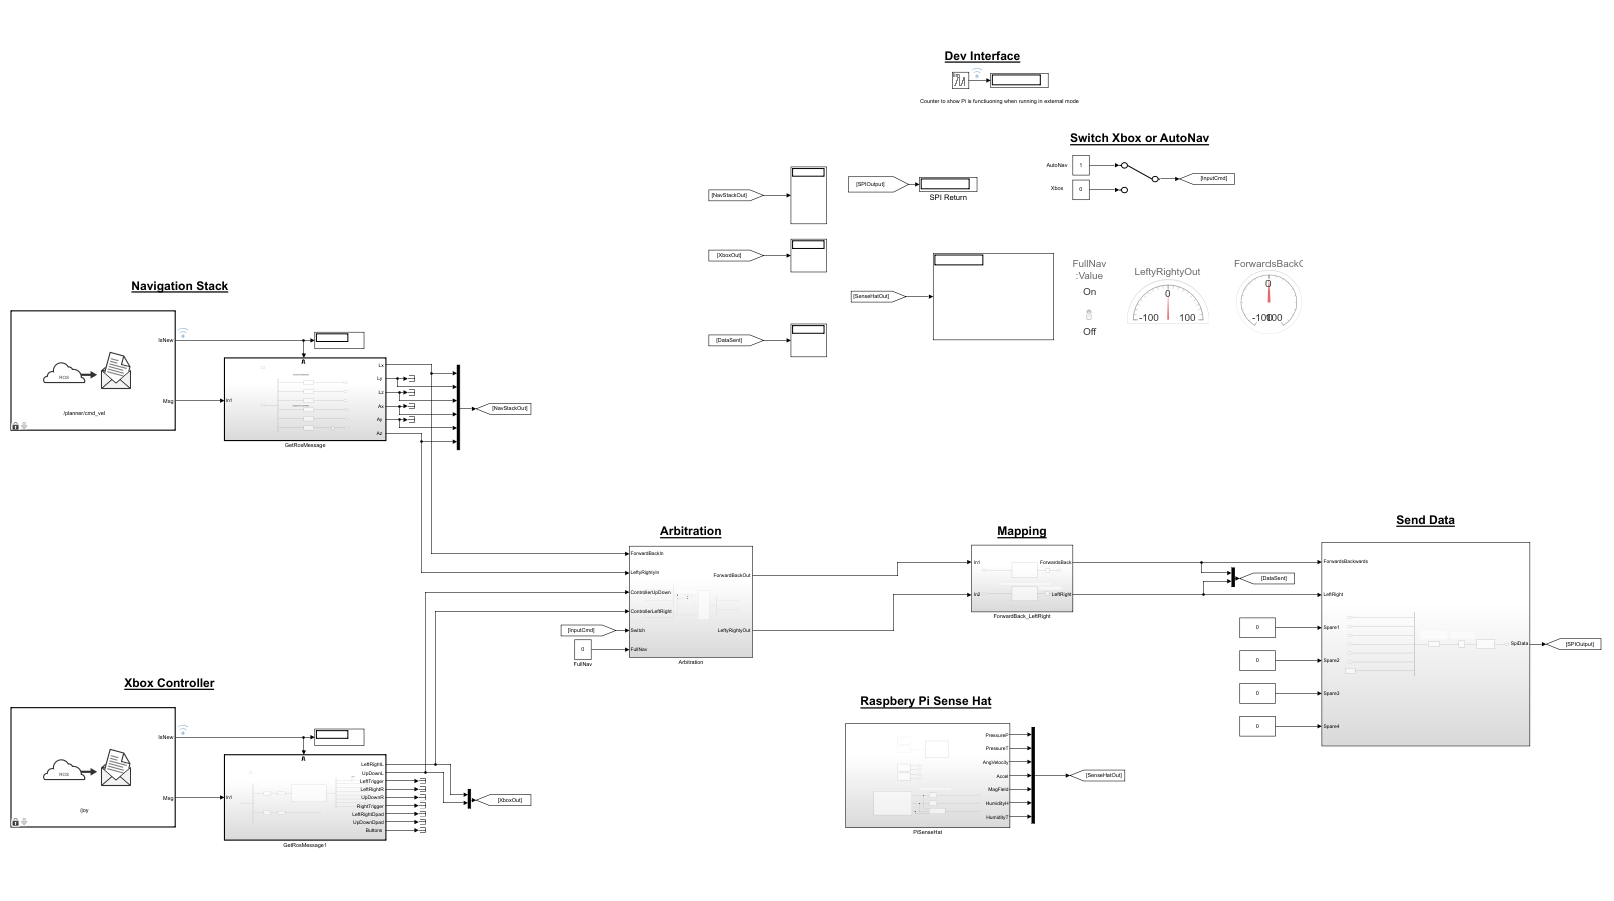 Dev Interface
Counter to show Pi is functiuoning when running in external mode
Switch Xbox or AutoNav
AutoNav
1
Xbox
0
[InputCmd]
[NavStackOut]
[SPIOutput]
SPI Return
[XboxOut]
[SenseHatOut]
[DataSent]
FullNav
:Value
On
Off
LeftyRightyOut
0
-100
100
ForwardsBackC
0
-100
100
Navigation Stack
IsNew
ROS
Msg
/planner/cmd_vel
In1
Lx
Ly
Lz
Ax
Ay
Az
GetRosMessage
[NavStackOut]
Arbitration
ForwardBackIn
LeftyRightyIn
ControllerUpDown
ControllerLeftRight
Switch
FullNav
ForwardBackOut
LeftyRightyOut
Arbitration
[InputCmd]
0
FullNav
Mapping
In1
In2
ForwardsBack
LeftRight
ForwardBack_LeftRight
[DataSent]
Send Data
ForwardsBackwards
LeftRight
Spare1
Spare2
Spare3
Spare4
SpiData
0
0
0
0
[SPIOutput]
Xbox Controller
IsNew
ROS
Msg
/joy
In1
LeftRightL
UpDownL
LeftTrigger
LeftRightR
UpDownR
RightTrigger
LeftRightDpad
UpDownDpad
Buttons
GetRosMessage1
[XboxOut]
Raspbery Pi Sense Hat
PressureP
PressureT
AngVelocity
Accel
MagField
HumidityH
HumidityT
PiSenseHat
[SenseHatOut]